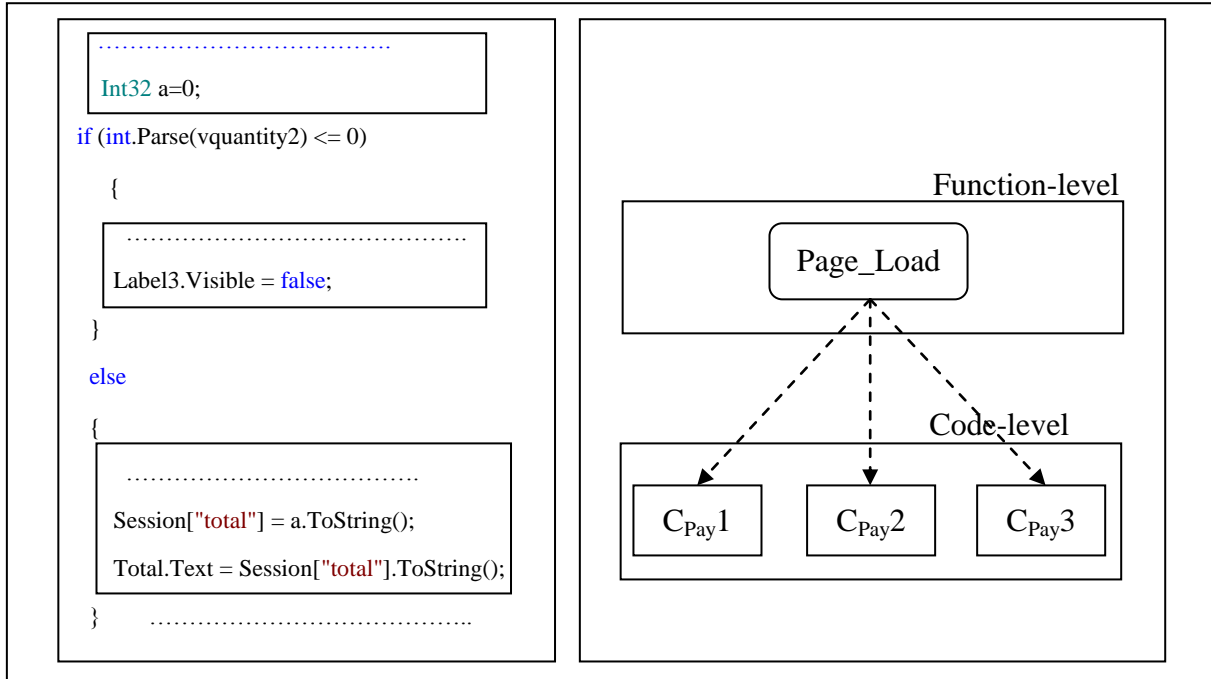 ………………………………
Int32 a=0;
if (int.Parse(vquantity2) <= 0)
{
……………………………………
Label3.Visible = false;
}
else
{
………………………………
Session["total"] = a.ToString();
Total.Text = Session["total"].ToString();
} …………………………………..
Function-level
Page_Load
Code-level
CPay1 CPay2 CPay3